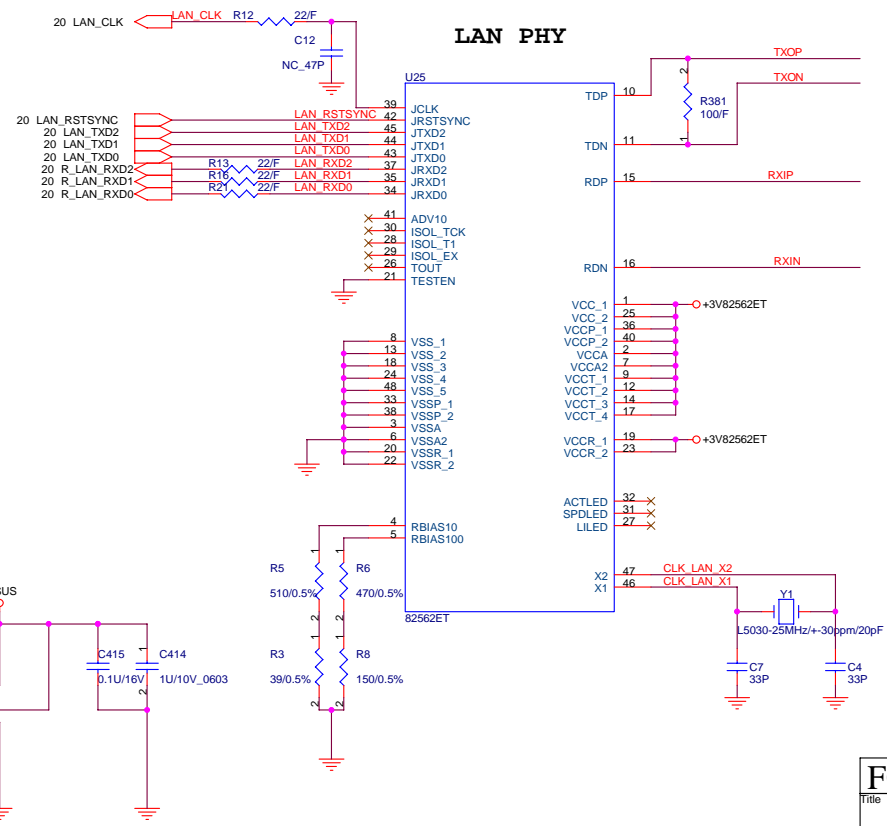 LAN PHY
20 LAN_CLK
LAN_CLK R12 22/F
C12
NC_47P
U25
20 LAN_RSTSYNC
20 LAN_TXD2
20 LAN_TXD1
20 LAN_TXD0
20 R_LAN_RXD2
20 R_LAN_RXD1
20 R_LAN_RXD0
LAN_RSTSYNC
LAN_TXD2
LAN_TXD1
LAN_TXD0
R13 22/F LAN_RXD2
R16 22/F LAN_RXD1
R21 22/F LAN_RXD0
39 JCLK
42 JRSTSYNC
45 JTXD2
44 JTXD1
43 JTXD0
37 JRXD2
35 JRXD1
34 JRXD0
41 ADV10
30 ISOL_TCK
28 ISOL_T1
29 ISOL_EX
26 TOUT
21 TESTEN
8 VSS_1
13 VSS_2
18 VSS_3
24 VSS_4
48 VSS_5
33 VSSP_1
38 VSSP_2
3 VSSA
6 VSSA2
20 VSSR_1
22 VSSR_2
4 RBIAS10
5 RBIAS100
82562ET
TDP 10
TDN 11
RDP 15
RDN 16
VCC_1 1
VCC_2 25
VCCP_1 36
VCCP_2 40
VCCA 2
VCCA2 7
VCCT_1 9
VCCT_2 12
VCCT_3 14
VCCT_4 17
VCCR_1 19
VCCR_2 23
ACTLED 32
SPDLED 31
LILED 27
X2 47
X1 46
TXOP
TXON
2
R381
100/F
1
RXIP
RXIN
+3V82562ET
+3V82562ET
CLK_LAN_X2
CLK_LAN_X1
Y1
L5030-25MHz/+-30ppm/20pF
C7
33P
C4
33P
1 1
R5 R6
510/0.5% 470/0.5%
2 2
1 1
R3 R8
39/0.5% 150/0.5%
2 2
C415
0.1U/16V
1
C414
1U/10V_0603
2
F
Title